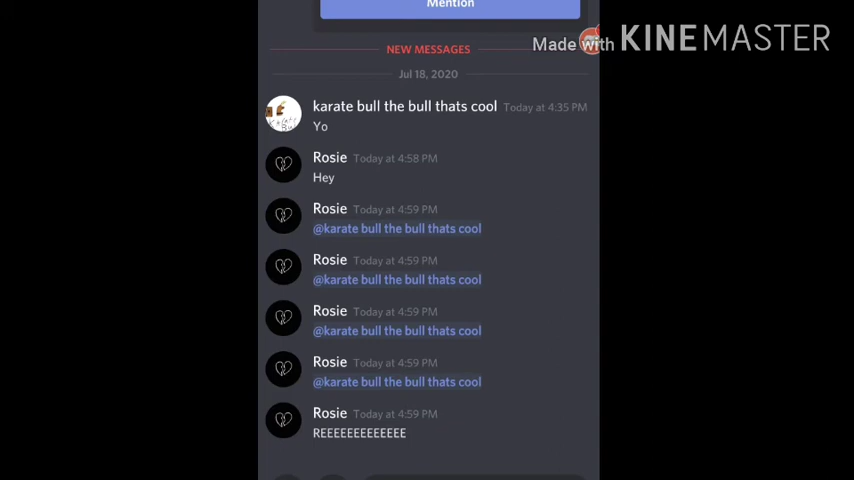 Mention
Made with KINEMASTER
NEW MESSAGES
Jul 18, 2020
karate bull the bull thats cool Today at 4:35 PM
Yo
Rosie Today at 4:58 PM
Hey
Rosie Today at 4:59 PM
@karate bull the bull thats cool
Rosie Today at 4:59 PM
@karate bull the bull thats cool
Rosie Today at 4:59 PM
@karate bull the bull thats cool
Rosie Today at 4:59 PM
@karate bull the bull thats cool
Rosie Today at 4:59 PM
REEEEEEEEEEEEE